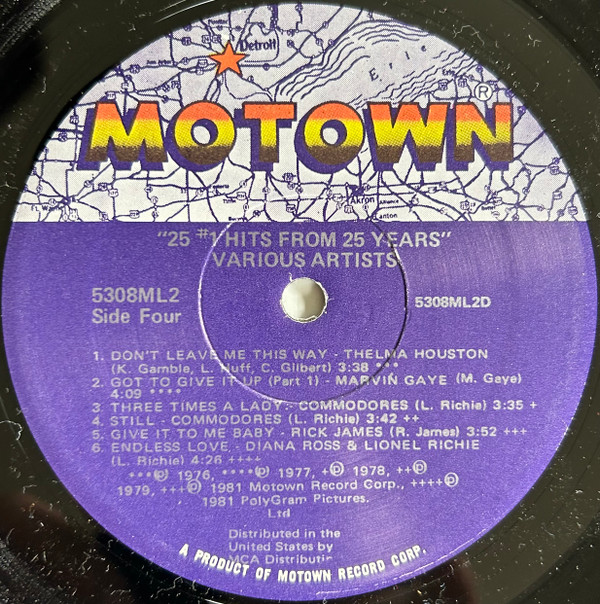 Detroit
Erie
MOTOWN®
Akron
Canton
"25 #1 HITS FROM 25 YEARS"
VARIOUS ARTISTS
5308ML2
5308ML2D
Side Four
1. DON'T LEAVE ME THIS WAY - THELMA HOUSTON
(K. Gamble, L. Huff, C. Gilbert) 3:38 ***
2. GOT TO GIVE IT UP (Part 1) - MARVIN GAYE (M. Gaye)
4:09 ****
3 THREE TIMES A LADY - COMMODORES (L. Richie) 3:35 +
4. STILL - COMMODORES (L. Richie) 3:42 ++
5. GIVE IT TO ME BABY - RICK JAMES (R. James) 3:52 +++
6. ENDLESS LOVE - DIANA ROSS & LIONEL RICHIE
(L. Richie) 4:26 ++++
***℗ 1976, ****℗ 1977, +℗ 1978, ++℗
1979, +++℗ 1981 Motown Record Corp., ++++℗
1981 PolyGram Pictures.
Ltd
Distributed in the
United States by
MCA Distributin
A PRODUCT OF MOTOWN RECORD CORP.